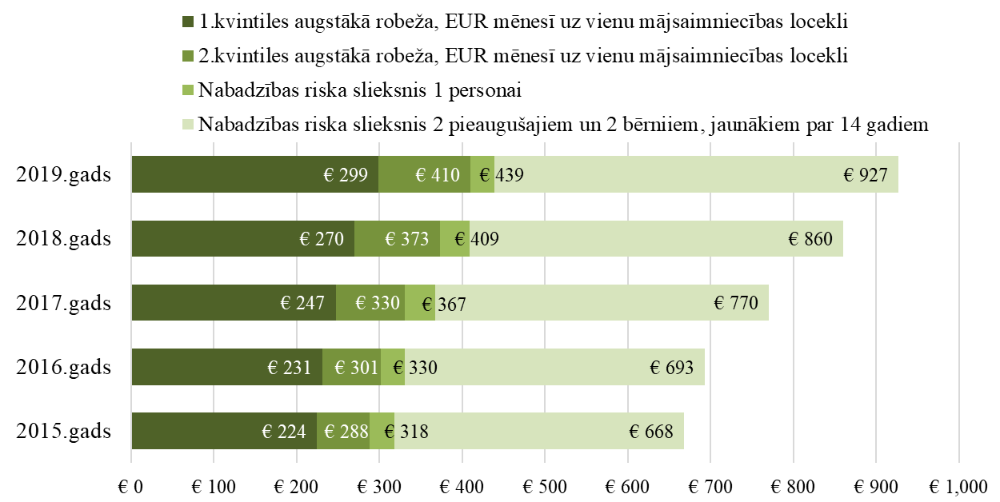 1.kvintiles augstākā robeža, EUR mēnesī uz vienu mājsaimniecības locekli
2.kvintiles augstākā robeža, EUR mēnesī uz vienu mājsaimniecības locekli
Nabadzības riska slieksnis 1 personai
Nabadzības riska slieksnis 2 pieaugušajiem un 2 bērniiem, jaunākiem par 14 gadiem
2019.gads € 299 € 410 € 439 € 927
2018.gads € 270 € 373 € 409 € 860
2017.gads € 247 € 330 € 367 € 770
2016.gads € 231 € 301 € 330 € 693
2015.gads € 224 € 288 € 318 € 668
€ 0 € 100 € 200 € 300 € 400 € 500 € 600 € 700 € 800 € 900 € 1,000